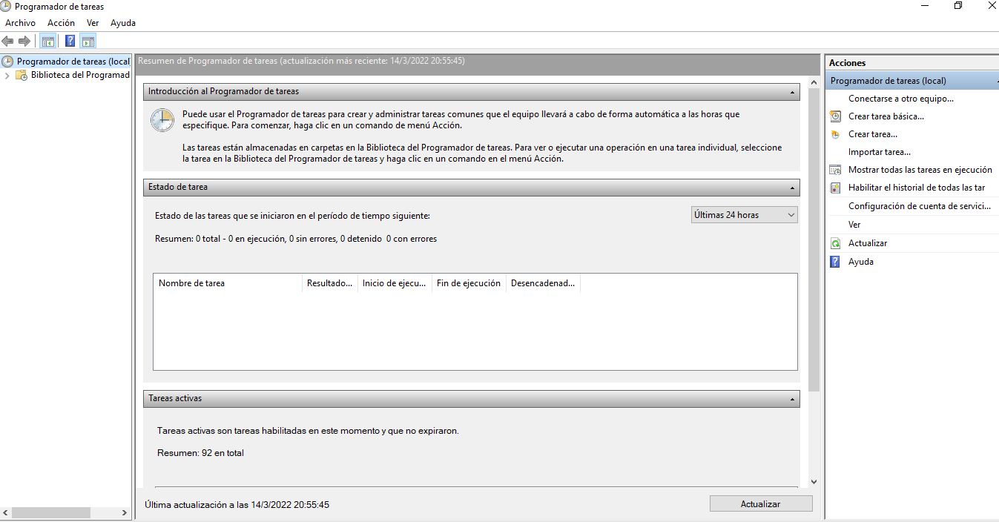 Programador de tareas
Archivo Acción Ver Ayuda
Programador de tareas (local
Biblioteca del Programad
Resumen de Programador de tareas (actualización más reciente: 14/3/2022 20:55:45)
Introducción al Programador de tareas
Puede usar el Programador de tareas para crear y administrar tareas comunes que el equipo llevará a cabo de forma automática a las horas que
especifique. Para comenzar, haga clic en un comando de menú Acción.
Las tareas están almacenadas en carpetas en la Biblioteca del Programador de tareas. Para ver o ejecutar una operación en una tarea individual, seleccione
la tarea en la Biblioteca del Programador de tareas y haga clic en un comando en el menú Acción.
Estado de tarea
Estado de las tareas que se iniciaron en el período de tiempo siguiente:
Últimas 24 horas
Resumen: 0 total - 0 en ejecución, 0 sin errores, 0 detenido 0 con errores
Nombre de tarea Resultado... Inicio de ejecu... Fin de ejecución Desencadenad...
Tareas activas
Tareas activas son tareas habilitadas en este momento y que no expiraron.
Resumen: 92 en total
Última actualización a las 14/3/2022 20:55:45
Actualizar
Acciones
Programador de tareas (local)
Conectarse a otro equipo...
Crear tarea básica...
Crear tarea...
Importar tarea...
Mostrar todas las tareas en ejecución
Habilitar el historial de todas las tar
Configuración de cuenta de servici...
Ver
Actualizar
Ayuda